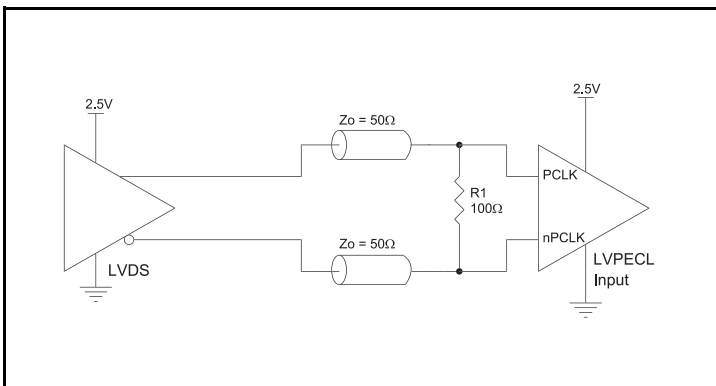 2.5V
2.5V
Zo = 50Ω
PCLK
R1
100Ω
nPCLK
Zo = 50Ω
LVDS
LVPECL
Input